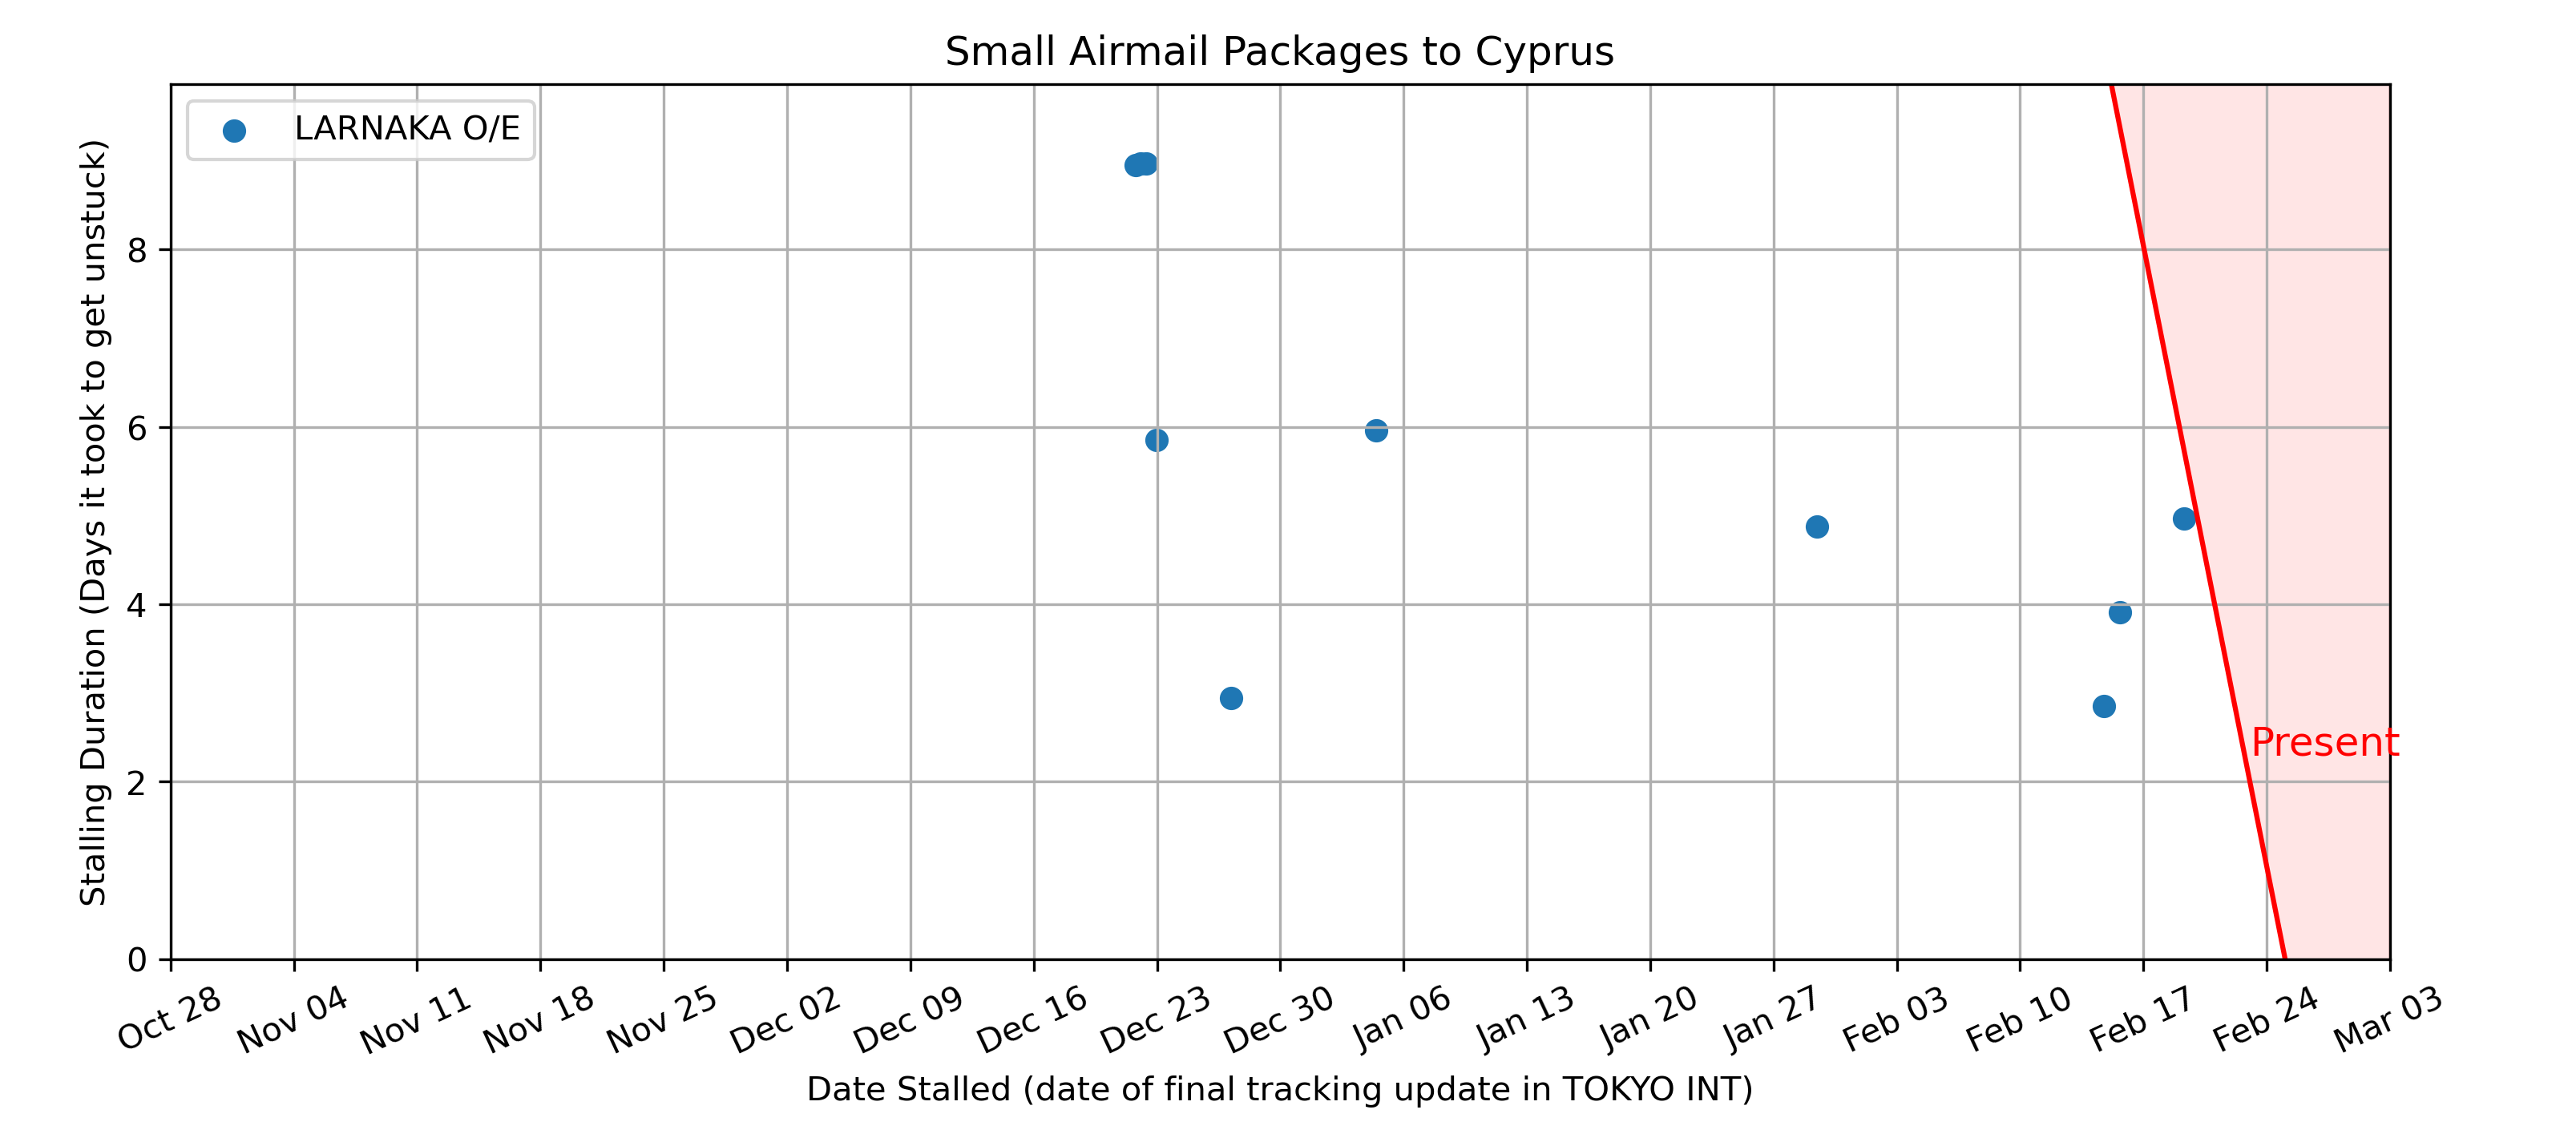 Small Airmail Packages to Cyprus
LARNAKA O/E
Stalling Duration (Days it took to get unstuck)
8
6
4
2
0
Present
Oct 28
Nov 04
Nov 11
Nov 18
Nov 25
Dec 02
Dec 09
Dec 16
Dec 23
Dec 30
Jan 06
Jan 13
Jan 20
Jan 27
Feb 03
Feb 10
Feb 17
Feb 24
Mar 03
Date Stalled (date of final tracking update in TOKYO INT)